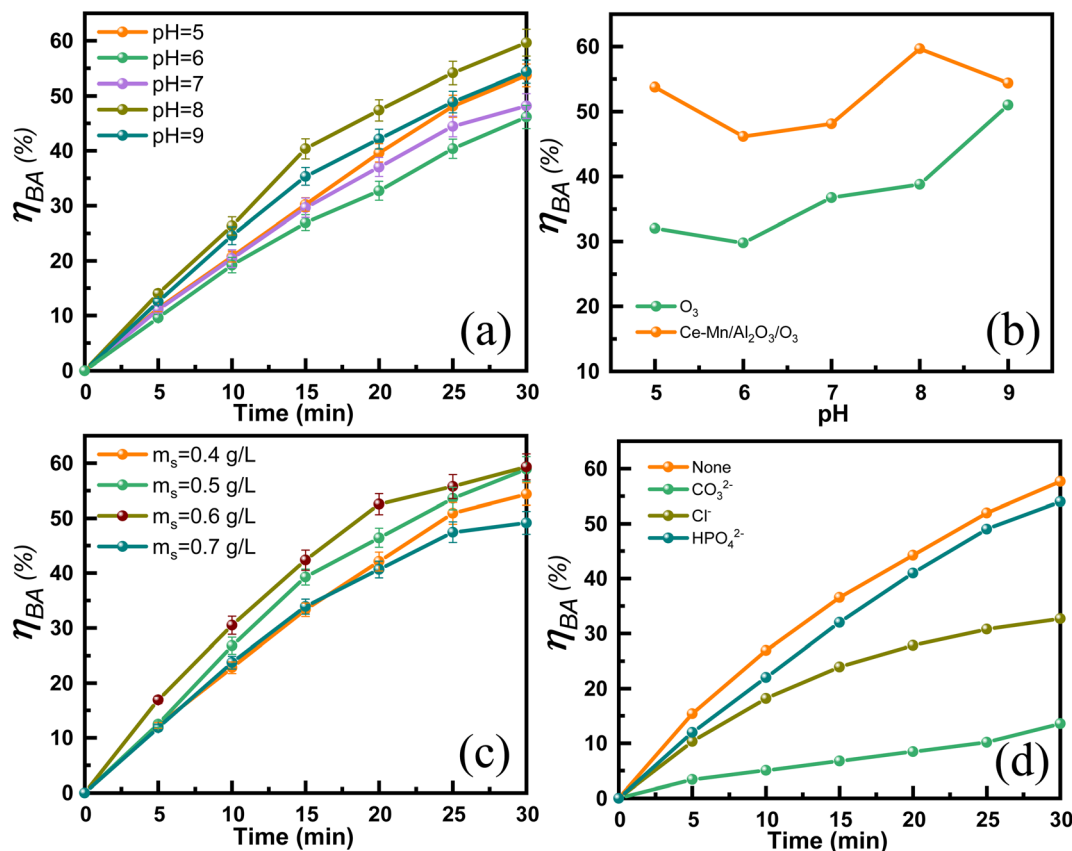 60
50
40
30
20
10
0
η_BA (%)
pH=5
pH=6
pH=7
pH=8
pH=9
(a)
0 5 10 15 20 25 30
Time (min)
60
50
40
30
20
10
η_BA (%)
O₃
Ce-Mn/Al₂O₃/O₃
(b)
5 6 7 8 9
pH
60
50
40
30
20
10
0
η_BA (%)
mₛ=0.4 g/L
mₛ=0.5 g/L
mₛ=0.6 g/L
mₛ=0.7 g/L
(c)
0 5 10 15 20 25 30
Time (min)
60
50
40
30
20
10
0
η_BA (%)
None
CO₃²⁻
Cl⁻
HPO₄²⁻
(d)
0 5 10 15 20 25 30
Time (min)